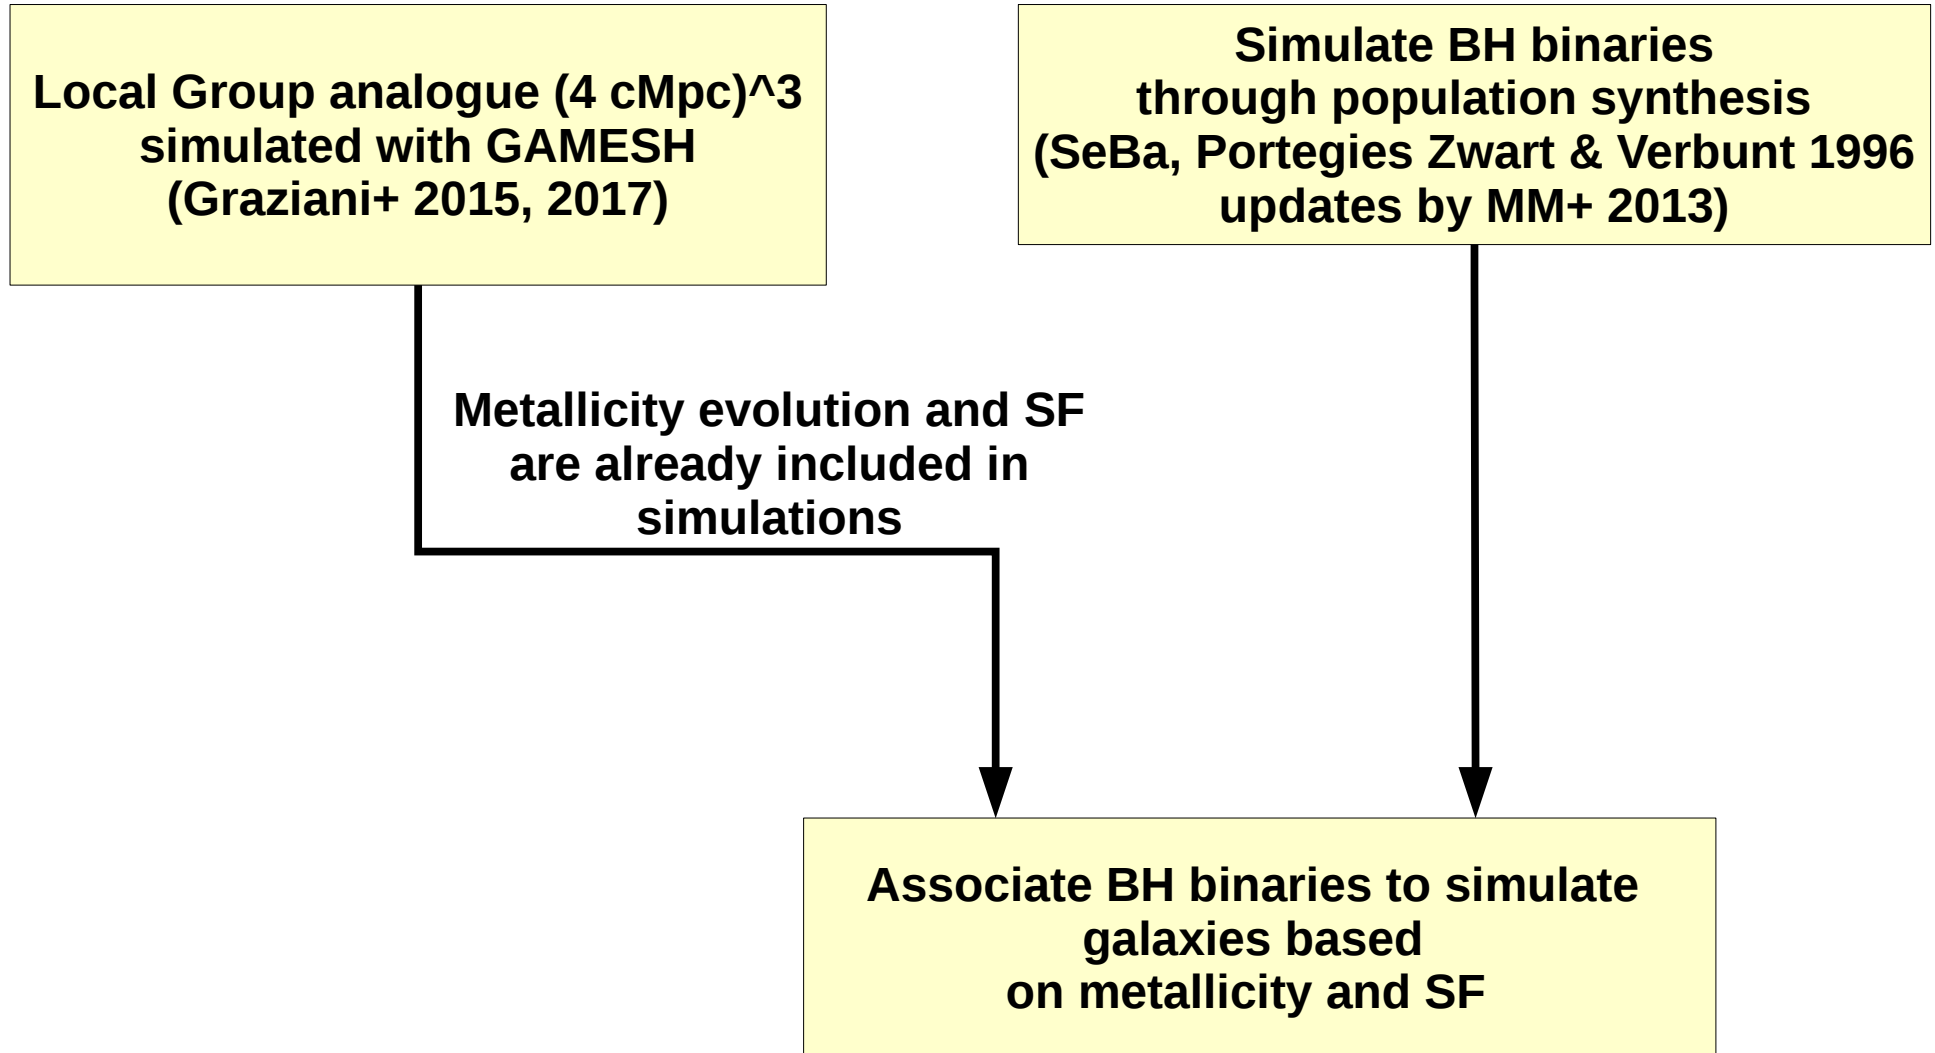 Local Group analogue (4 cMpc)^3
simulated with GAMESH
(Graziani+ 2015, 2017)
Simulate BH binaries
through population synthesis
(SeBa, Portegies Zwart & Verbunt 1996
updates by MM+ 2013)
Metallicity evolution and SF
are already included in
simulations
Associate BH binaries to simulate
galaxies based
on metallicity and SF